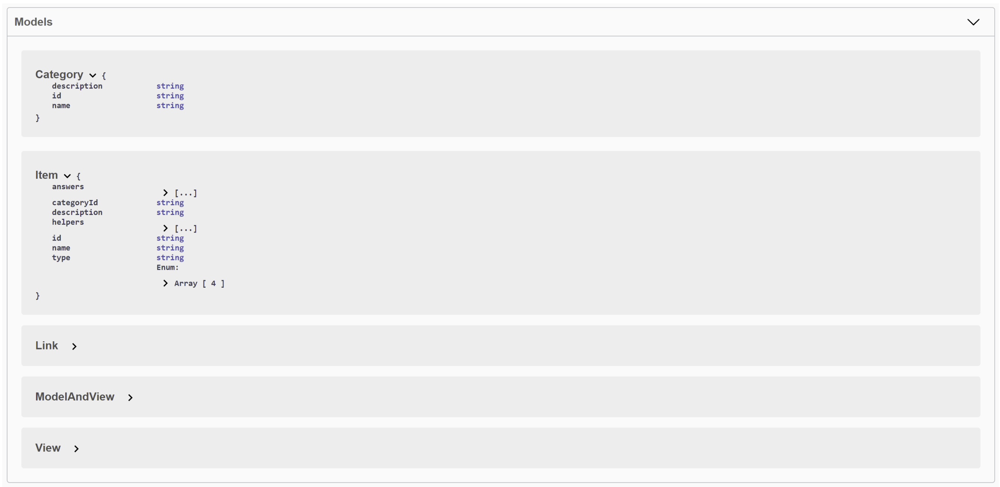 Models
Category {
description string
id string
name string
}
Item {
answers
[...]
categoryId string
description string
helpers
[...]
id string
name string
type string
Enum:
Array [ 4 ]
}
Link
ModelAndView
View